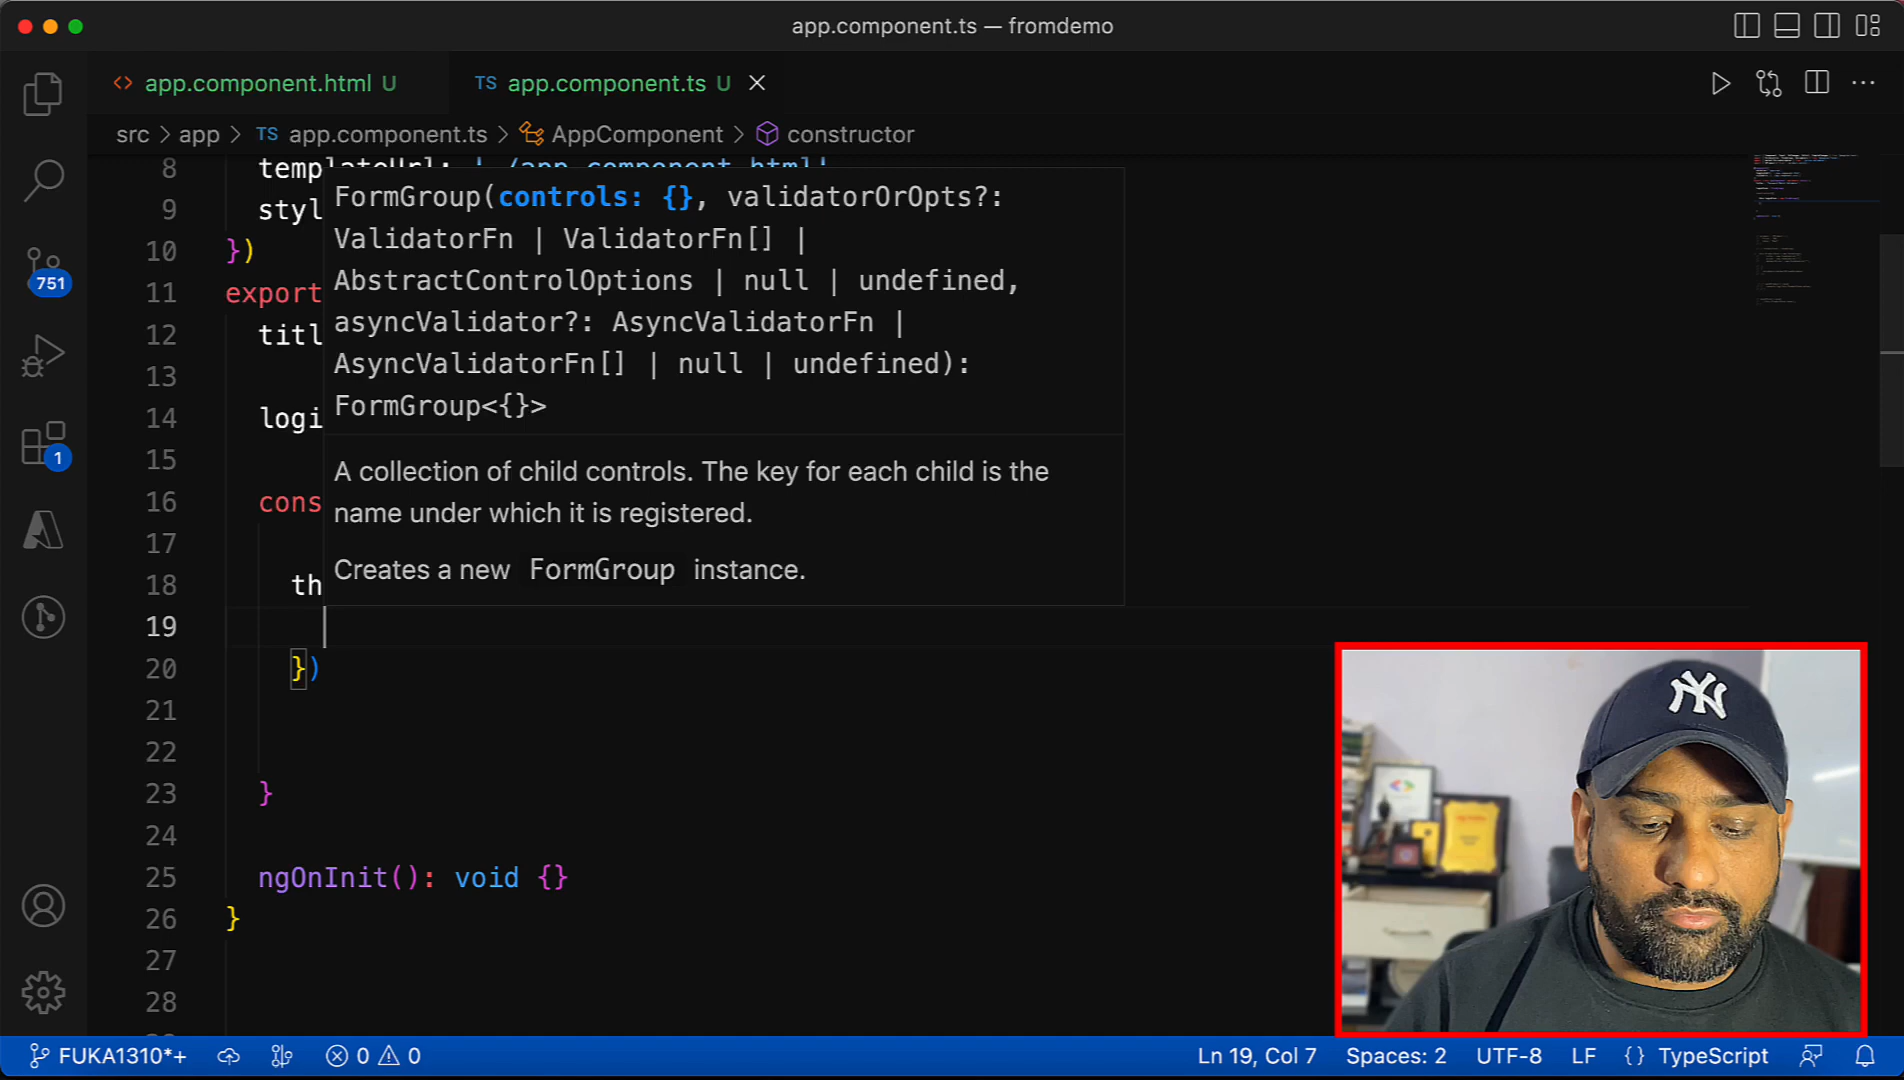 app.component.ts — fromdemo
app.component.html U
TS app.component.ts U
src > app > TS app.component.ts > AppComponent > constructor
8 templateUrl: './app.component.html'
FormGroup(controls: {}, validatorOrOpts?:
9 styl
ValidatorFn | ValidatorFn[] |
10 })
AbstractControlOptions | null | undefined,
11 export
asyncValidator?: AsyncValidatorFn |
12 titl
AsyncValidatorFn[] | null | undefined):
13
FormGroup<{}>
14 logi
15
A collection of child controls. The key for each child is the
16 cons
name under which it is registered.
17
Creates a new FormGroup instance.
18 th
19
20 })
21
22
23 }
24
25 ngOnInit(): void {}
26 }
27
28
751
1
NY
FUKA1310*+
0 0
Ln 19, Col 7
Spaces: 2
UTF-8
LF
{} TypeScript